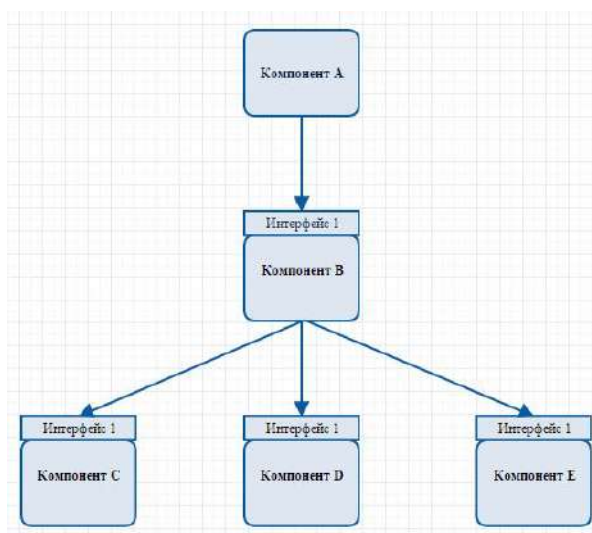 Компонент A
Интерфейс 1
Компонент B
Интерфейс 1
Интерфейс 1
Интерфейс 1
Компонент C
Компонент D
Компонент E